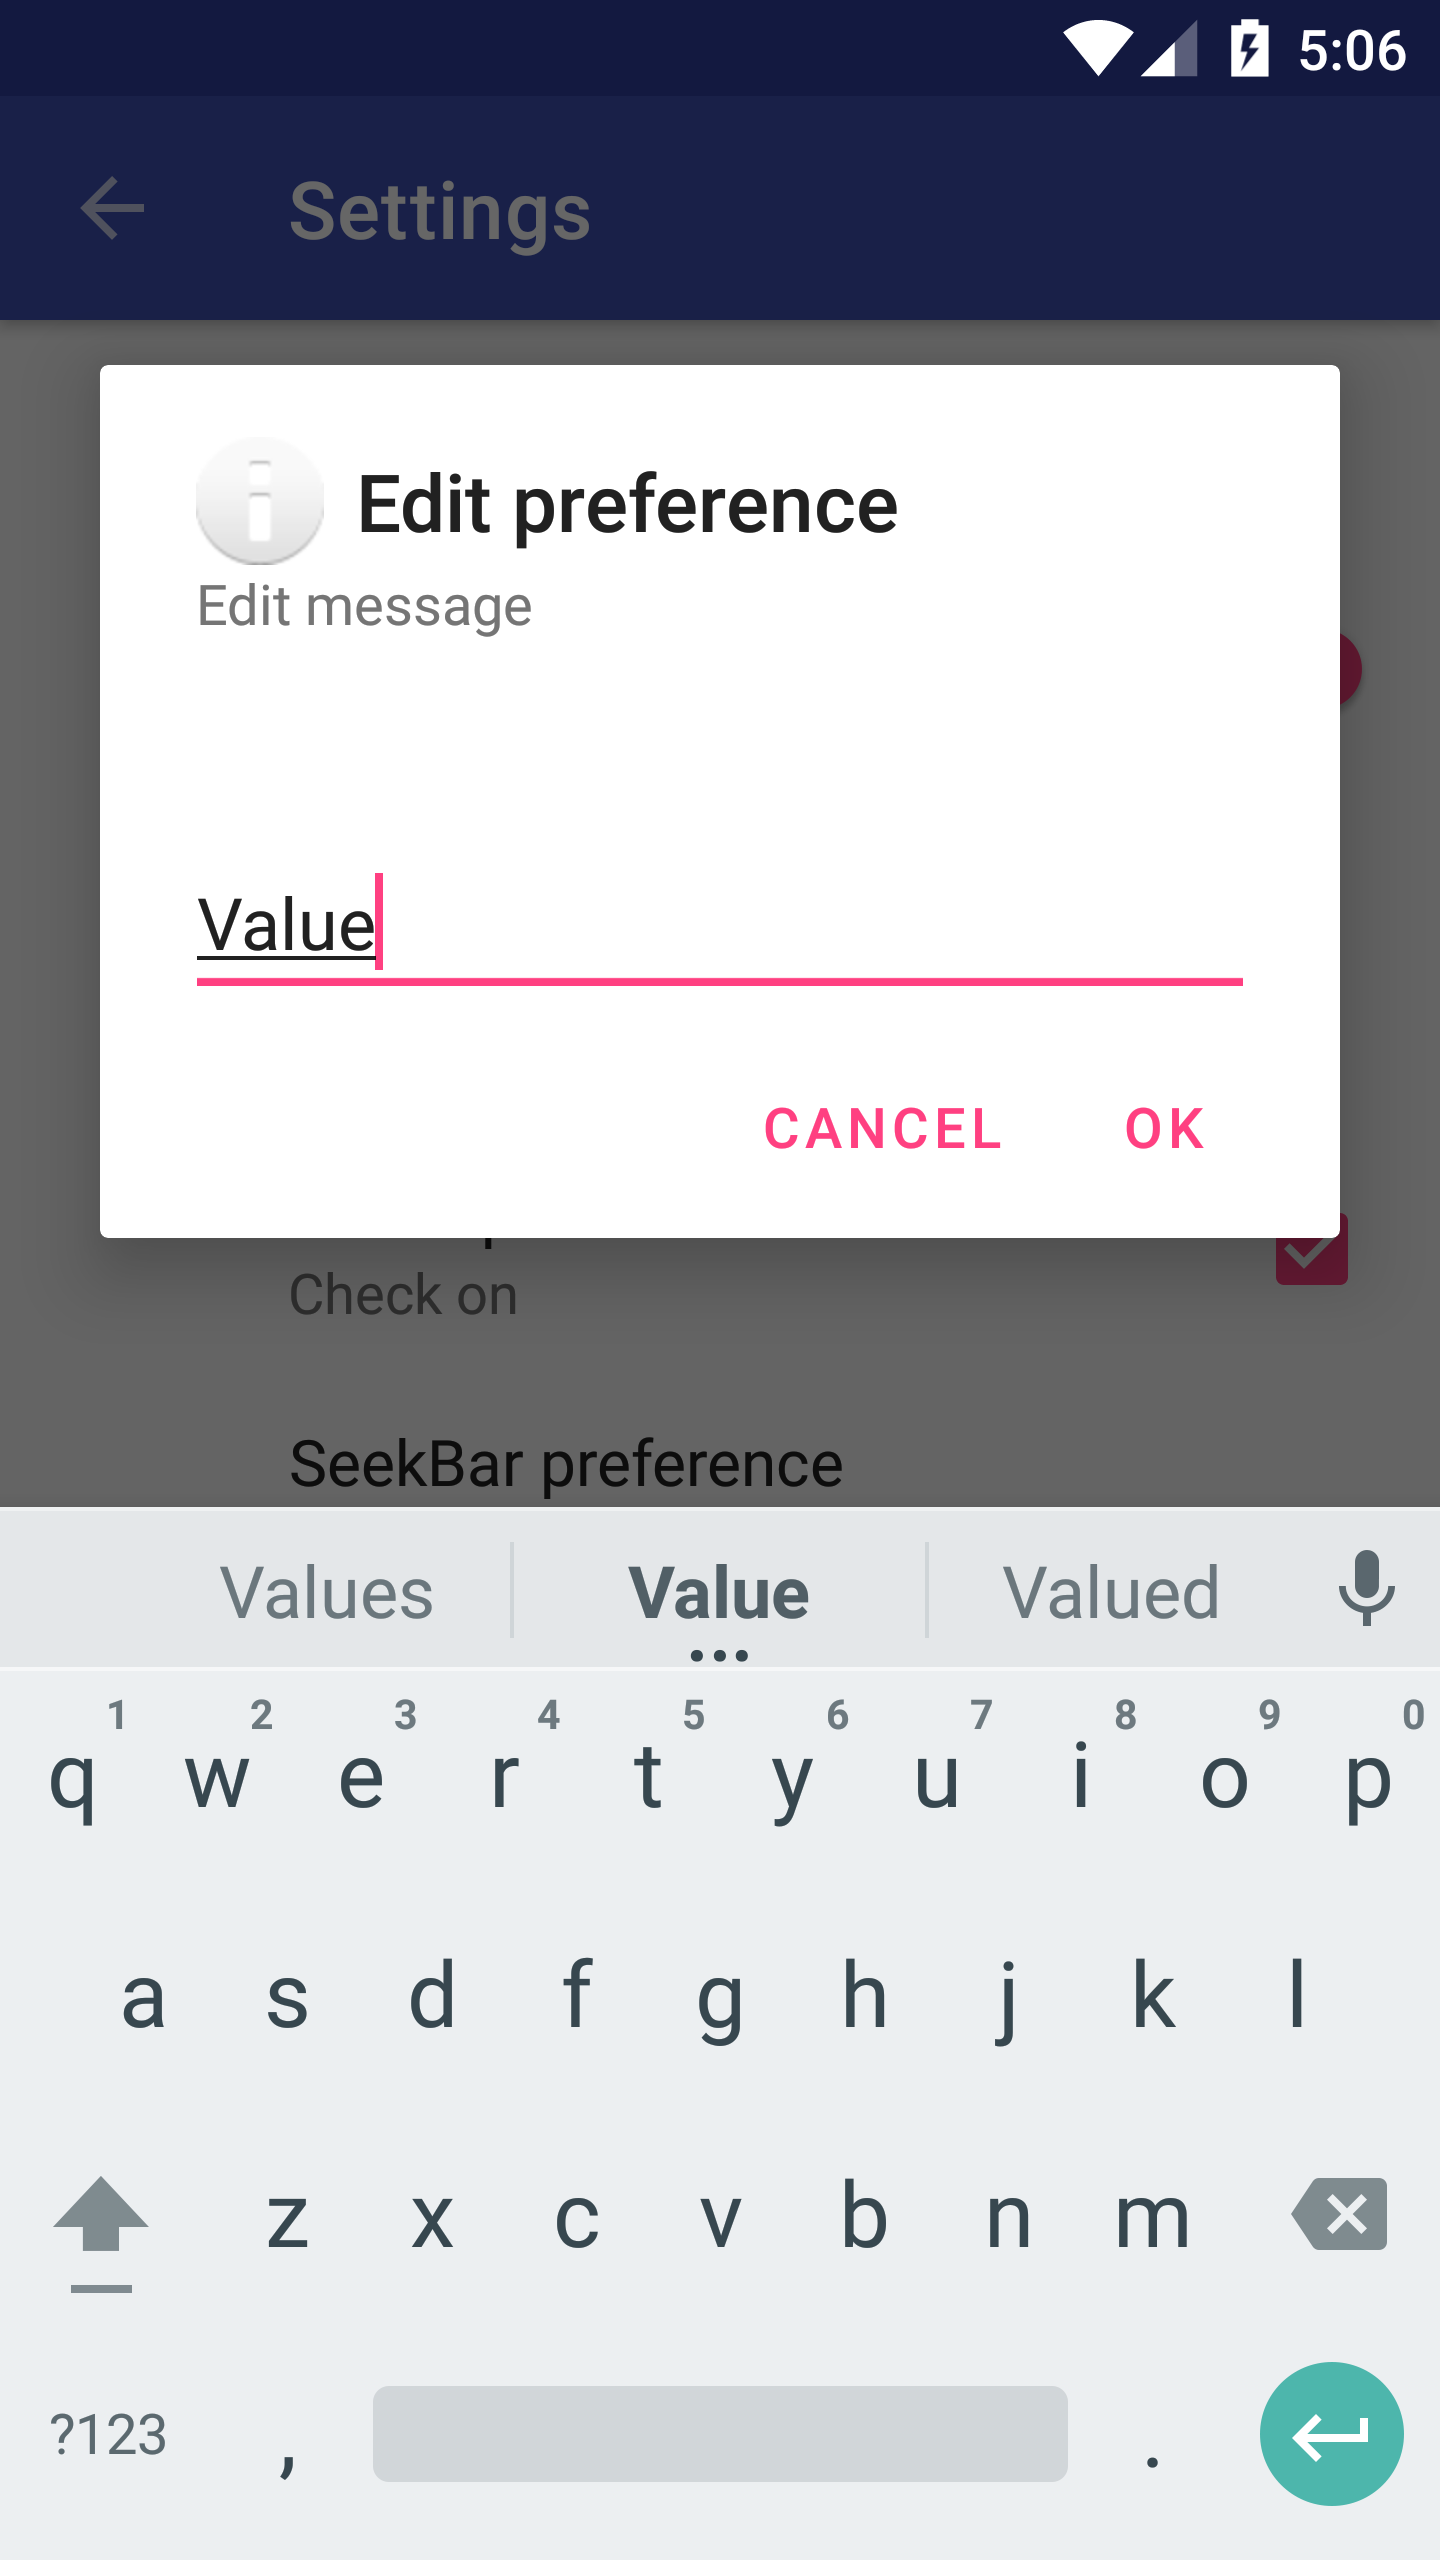 5:06
Settings
Edit preference
Edit message
Value
CANCEL OK
Check on
SeekBar preference
Values Value Valued
1 2 3 4 5 6 7 8 9 0
q w e r t y u i o p
a s d f g h j k l
z x c v b n m
?123 , .